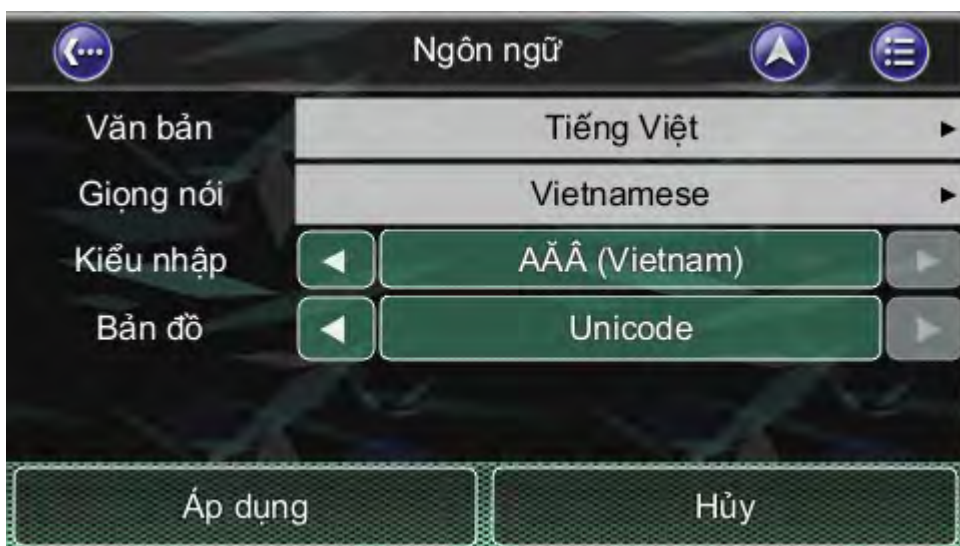 Ngôn ngữ
Văn bản Tiếng Việt
Giọng nói Vietnamese
Kiểu nhập AĂÂ (Vietnam)
Bản đồ Unicode
Áp dụng Hủy